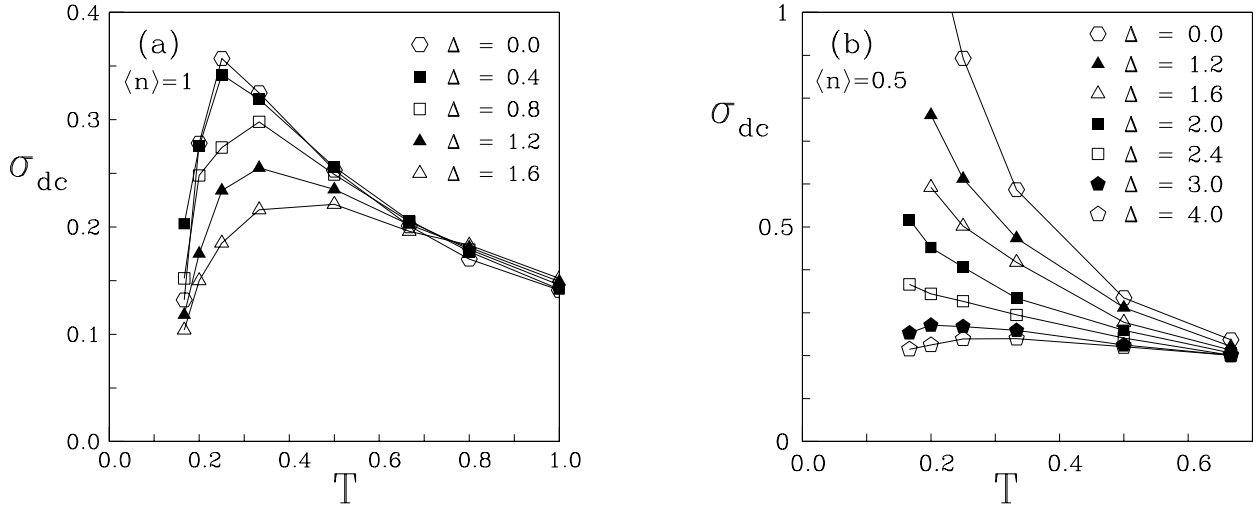 (a)
⟨n⟩=1
Δ = 0.0
Δ = 0.4
Δ = 0.8
Δ = 1.2
Δ = 1.6
σdc
0.4
0.3
0.2
0.1
0.0
0.0 0.2 0.4 0.6 0.8 1.0
T
(b)
⟨n⟩=0.5
Δ = 0.0
Δ = 1.2
Δ = 1.6
Δ = 2.0
Δ = 2.4
Δ = 3.0
Δ = 4.0
σdc
1
0.5
0
0.0 0.2 0.4 0.6
T